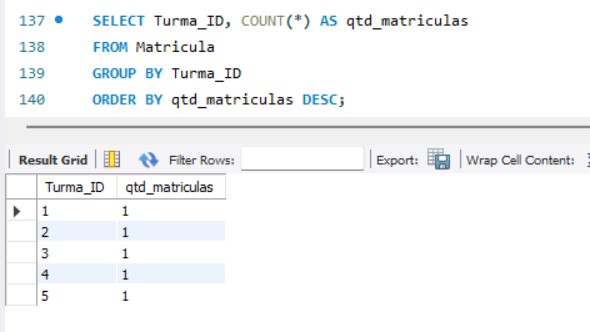 137 SELECT Turma_ID, COUNT(*) AS qtd_matriculas
138 FROM Matricula
139 GROUP BY Turma_ID
140 ORDER BY qtd_matriculas DESC;
Result Grid Filter Rows: Export: Wrap Cell Content:
Turma_ID qtd_matriculas
1 1
2 1
3 1
4 1
5 1